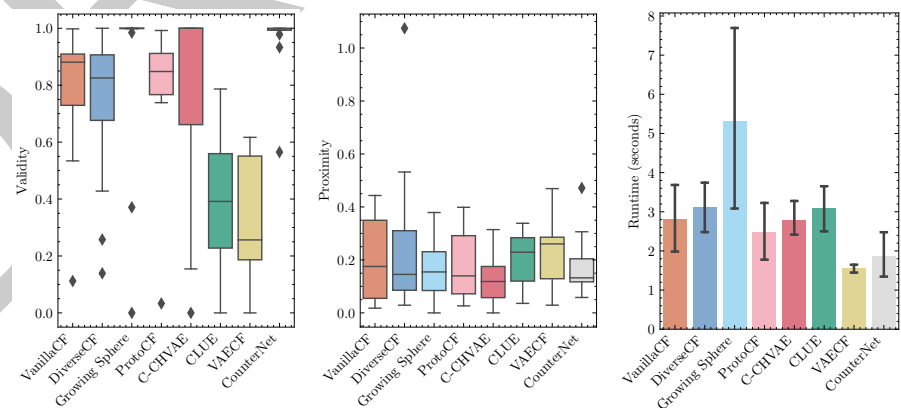 Validity
1.0
0.8
0.6
0.4
0.2
0.0
VanillaCF
DiverseCF
Growing Sphere
ProtoCF
C-CHVAE
CLUE
VAECF
CounterNet
Proximity
1.0
0.8
0.6
0.4
0.2
0.0
VanillaCF
DiverseCF
Growing Sphere
ProtoCF
C-CHVAE
CLUE
VAECF
CounterNet
Runtime (seconds)
8
7
6
5
4
3
2
1
0
VanillaCF
DiverseCF
Growing Sphere
ProtoCF
C-CHVAE
CLUE
VAECF
CounterNet